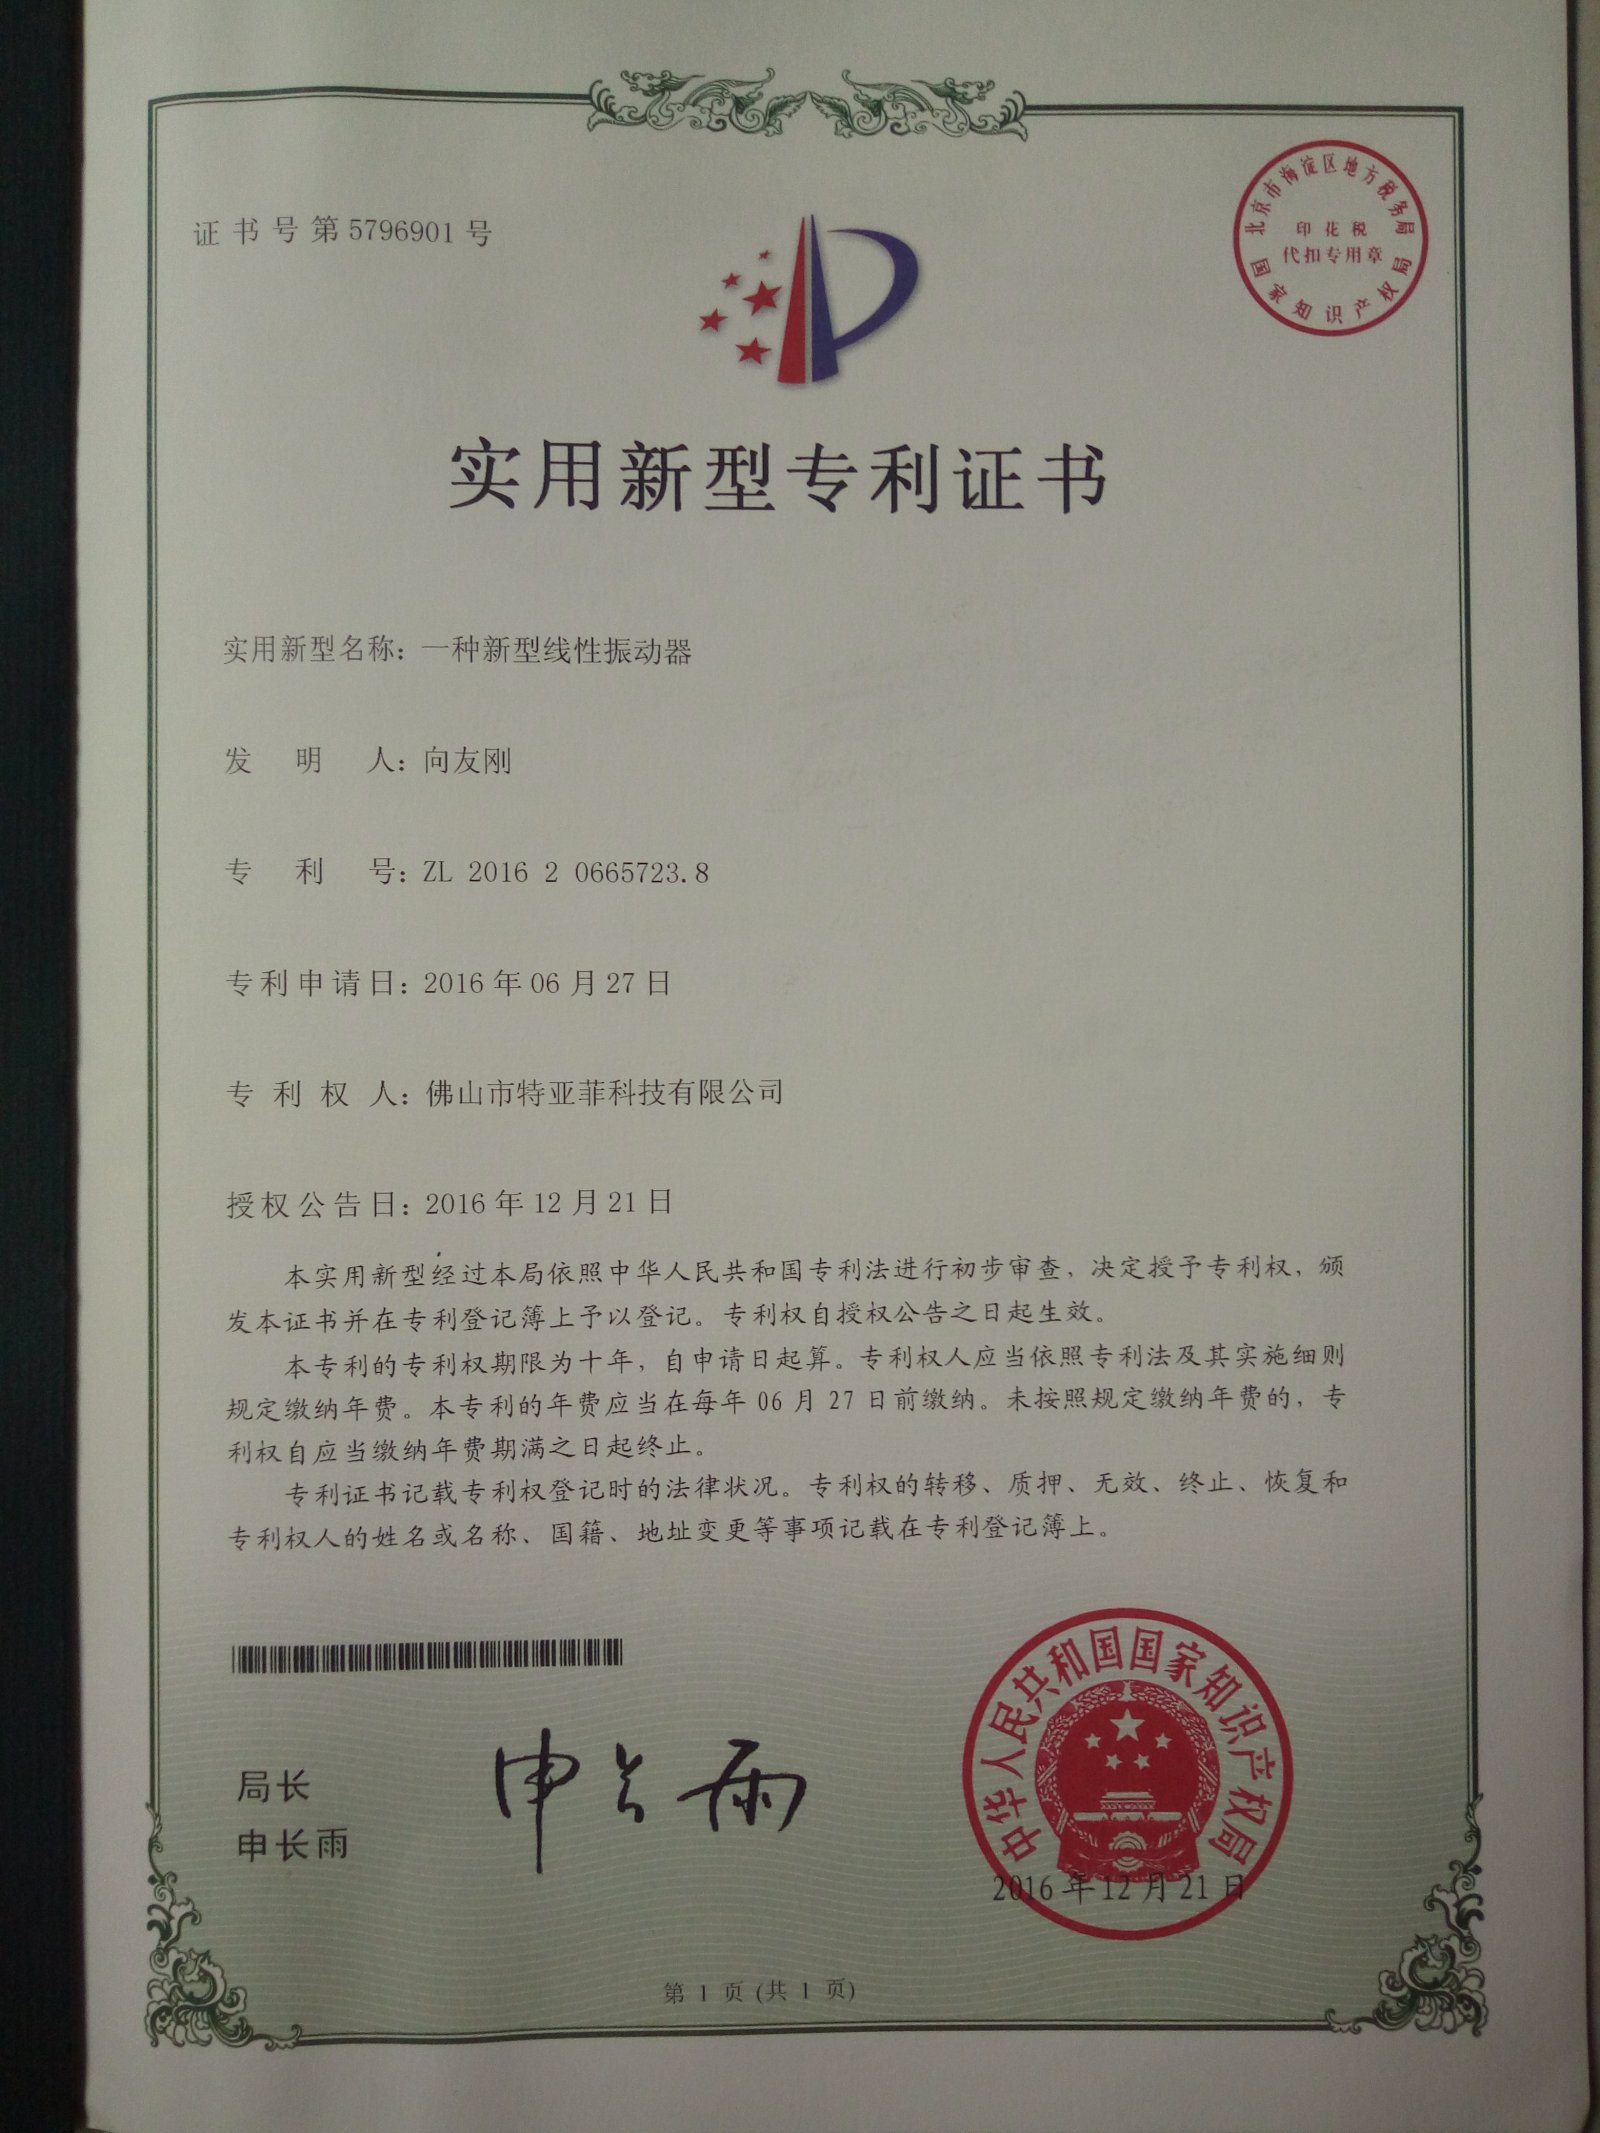 证书号第5796901号
北京市海淀区地方税务局
印花税
代扣专用章
国家知识产权局
实用新型专利证书
实用新型名称：一种新型线性振动器
发明人：向友刚
专利号：ZL 2016 2 0665723.8
专利申请日：2016年06月27日
专利权人：佛山市特亚菲科技有限公司
授权公告日：2016年12月21日
本实用新型经过本局依照中华人民共和国专利法进行初步审查，决定授予专利权，颁
发本证书并在专利登记簿上予以登记。专利权自授权公告之日起生效。
本专利的专利权期限为十年，自申请日起算。专利权人应当依照专利法及其实施细则
规定缴纳年费。本专利的年费应当在每年06月27日前缴纳。未按照规定缴纳年费的，专
利权自应当缴纳年费期满之日起终止。
专利证书记载专利权登记时的法律状况。专利权的转移、质押、无效、终止、恢复和
专利权人的姓名或名称、国籍、地址变更等事项记载在专利登记簿上。
局长
申长雨
申长雨
中华人民共和国国家知识产权局
2016年12月21日
第 1 页 (共 1 页)